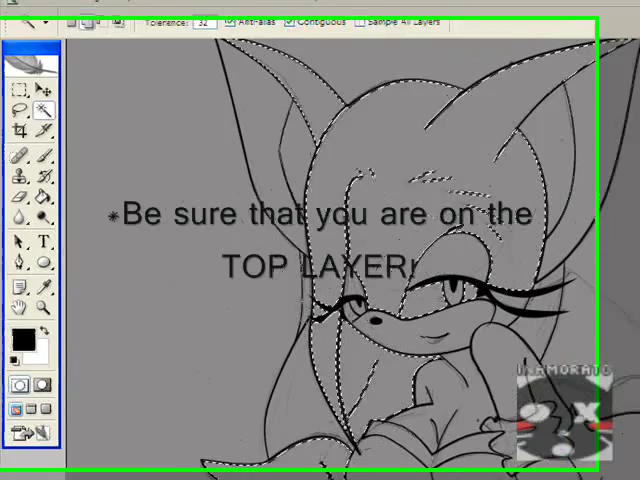 Tolerance: 32 Anti-alias Contiguous Sample All Layers
*Be sure that you are on the
TOP LAYER!
INAMORATO